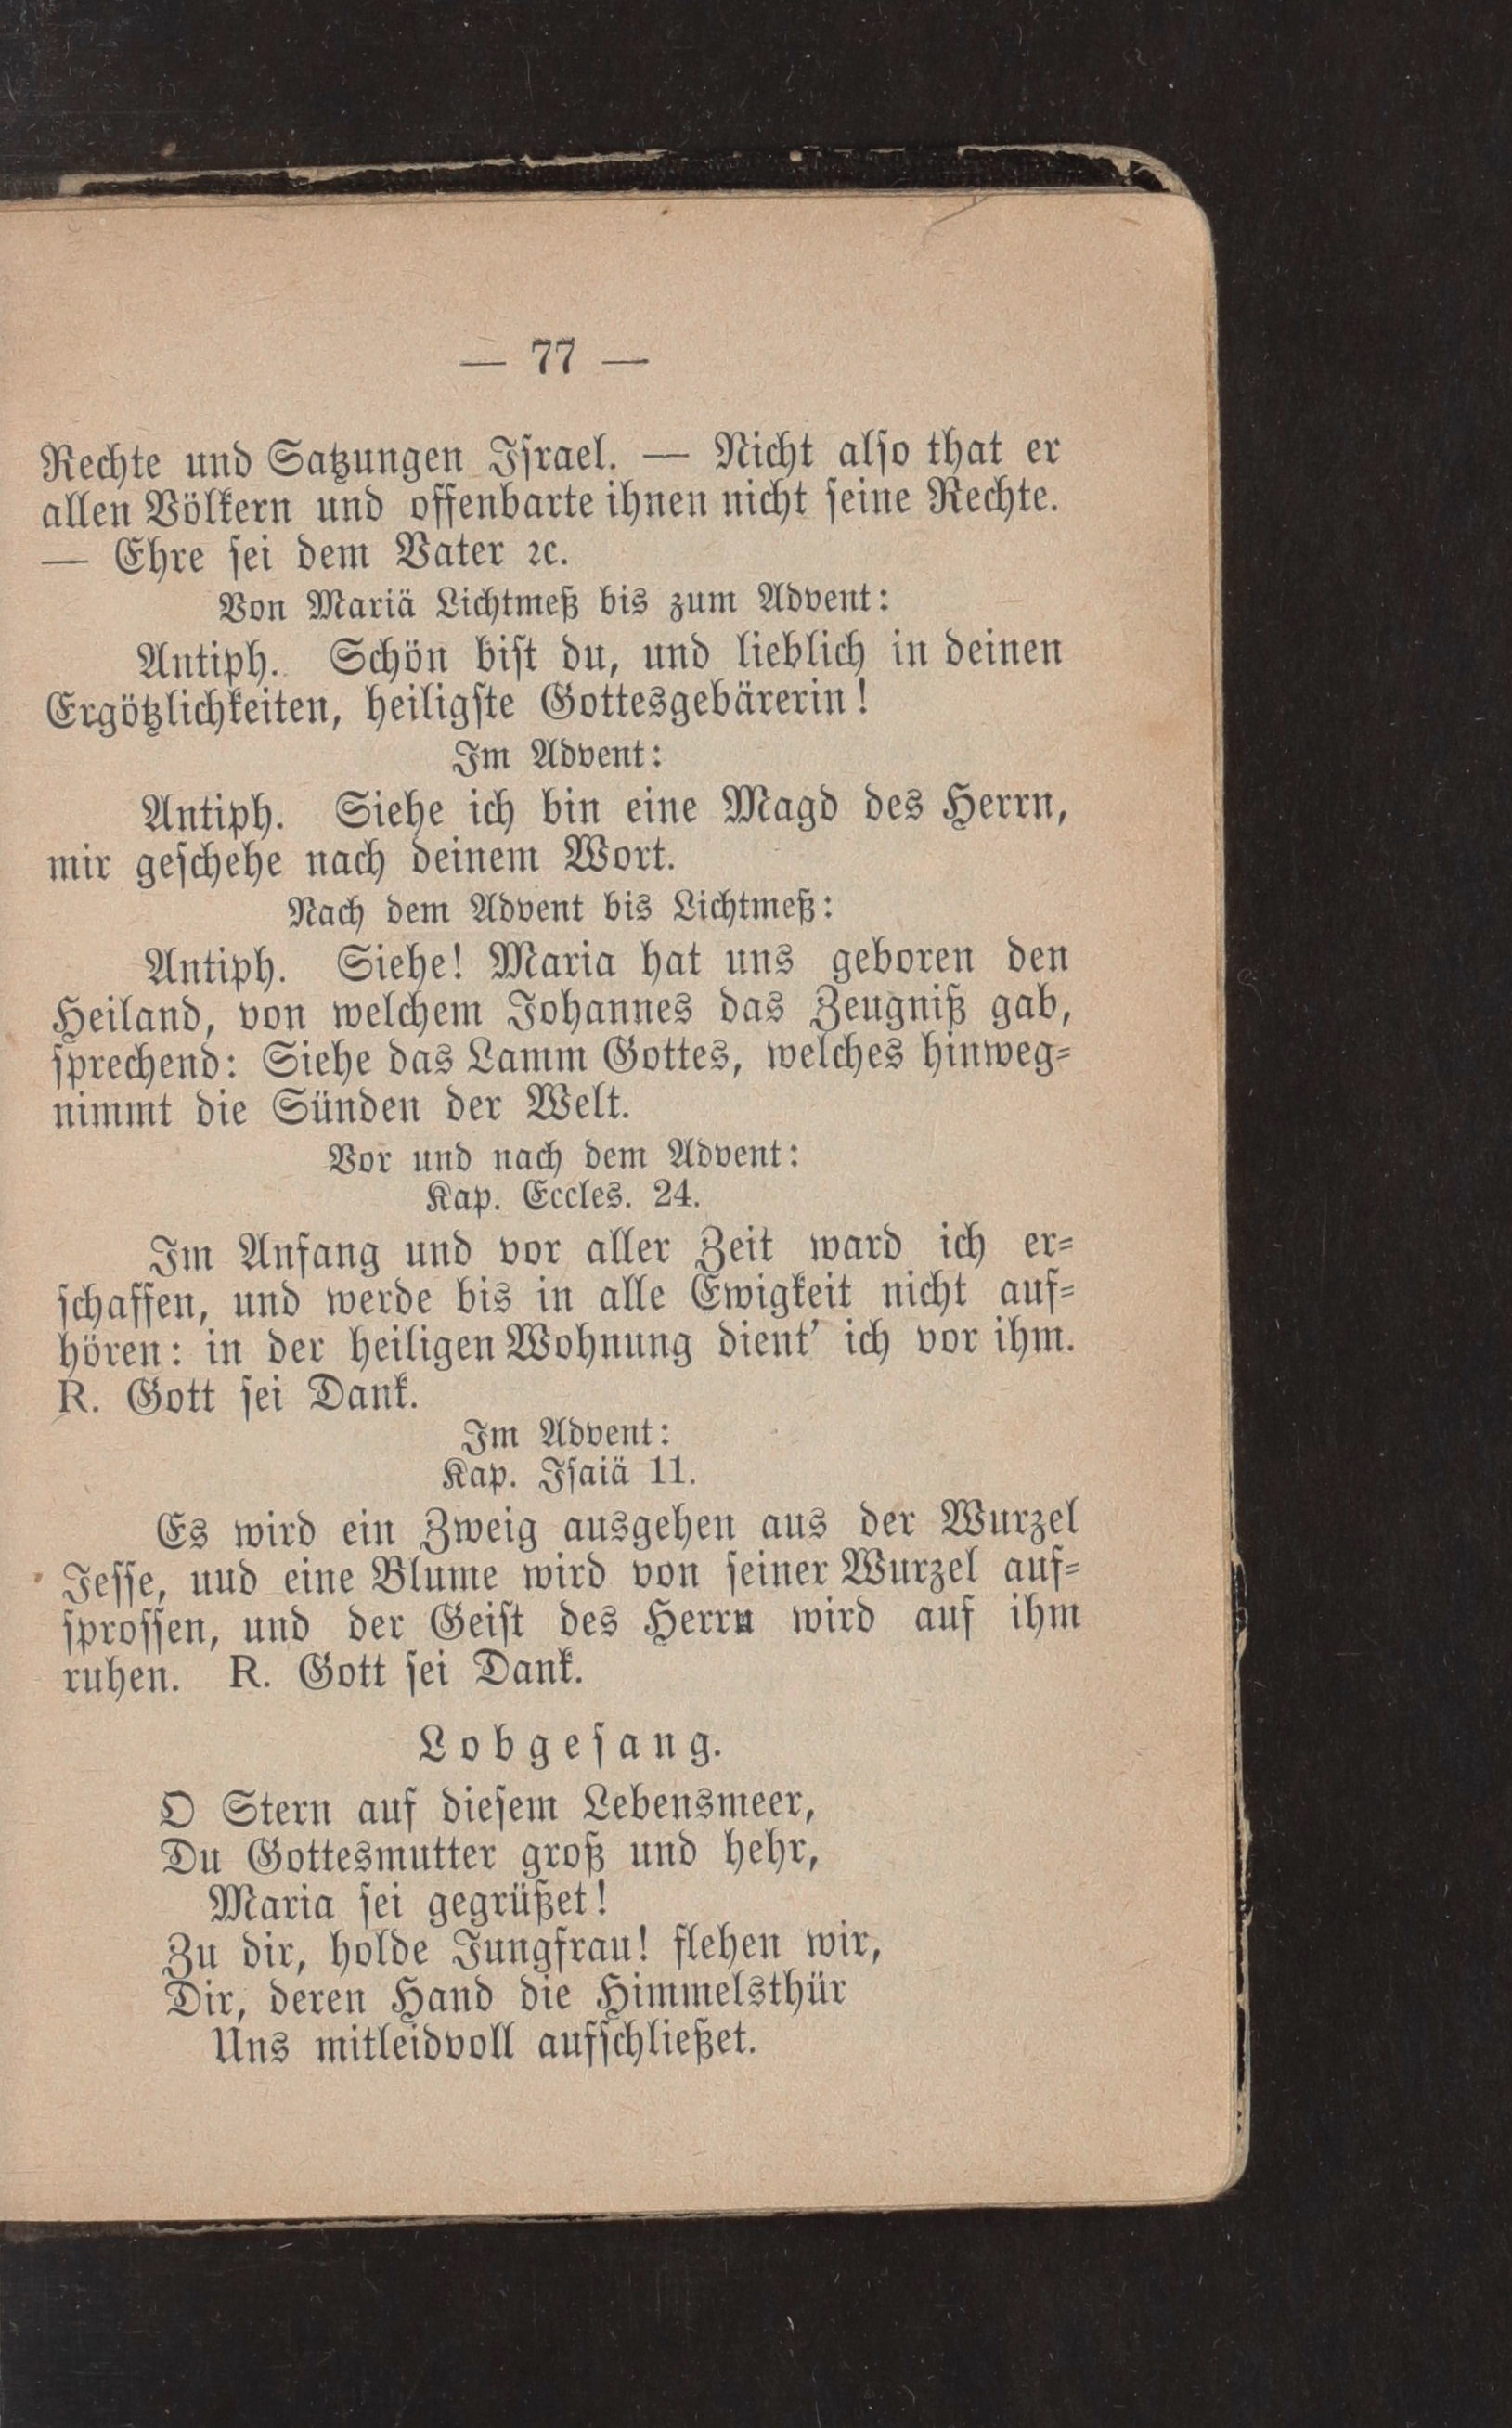 — 77 —
Rechte und Satzungen Israel. — Nicht also that er
allen Völkern und offenbarte ihnen nicht seine Rechte.
— Ehre sei dem Vater ꝛc.
Von Mariä Lichtmeß bis zum Advent:
Antiph. Schön bist du, und lieblich in deinen
Ergötzlichkeiten, heiligste Gottesgebärerin!
Im Advent:
Antiph. Siehe ich bin eine Magd des Herrn,
mir geschehe nach deinem Wort.
Nach dem Advent bis Lichtmeß:
Antiph. Siehe! Maria hat uns geboren den
Heiland, von welchem Johannes das Zeugniß gab,
sprechend: Siehe das Lamm Gottes, welches hinweg-
nimmt die Sünden der Welt.
Vor und nach dem Advent:
Kap. Eccles. 24.
Im Anfang und vor aller Zeit ward ich er-
schaffen, und werde bis in alle Ewigkeit nicht auf-
hören: in der heiligen Wohnung dient' ich vor ihm.
R. Gott sei Dank.
Im Advent:
Kap. Isaiä 11.
Es wird ein Zweig ausgehen aus der Wurzel
Jesse, uud eine Blume wird von seiner Wurzel auf-
sprossen, und der Geist des Herrn wird auf ihm
ruhen. R. Gott sei Dank.
Lobgesang.
O Stern auf diesem Lebensmeer,
Du Gottesmutter groß und hehr,
Maria sei gegrüßet!
Zu dir, holde Jungfrau! flehen wir,
Dir, deren Hand die Himmelsthür
Uns mitleidvoll aufschließet.